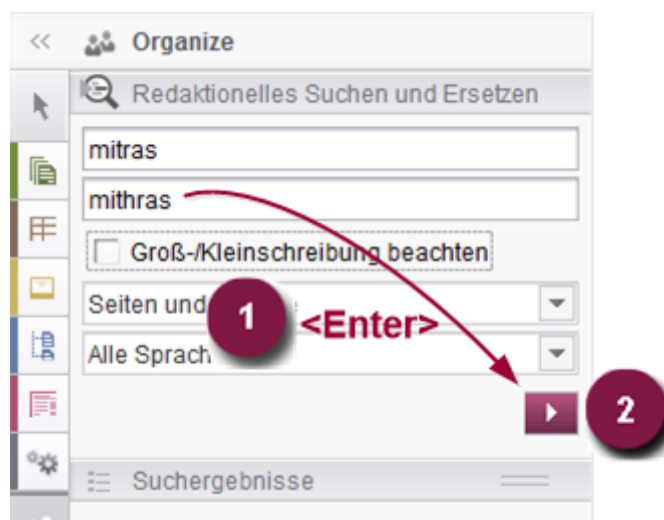 << Organize
Redaktionelles Suchen und Ersetzen
mitras
mithras
Groß-/Kleinschreibung beachten
Seiten und
1 <Enter>
Alle Sprach
2
Suchergebnisse